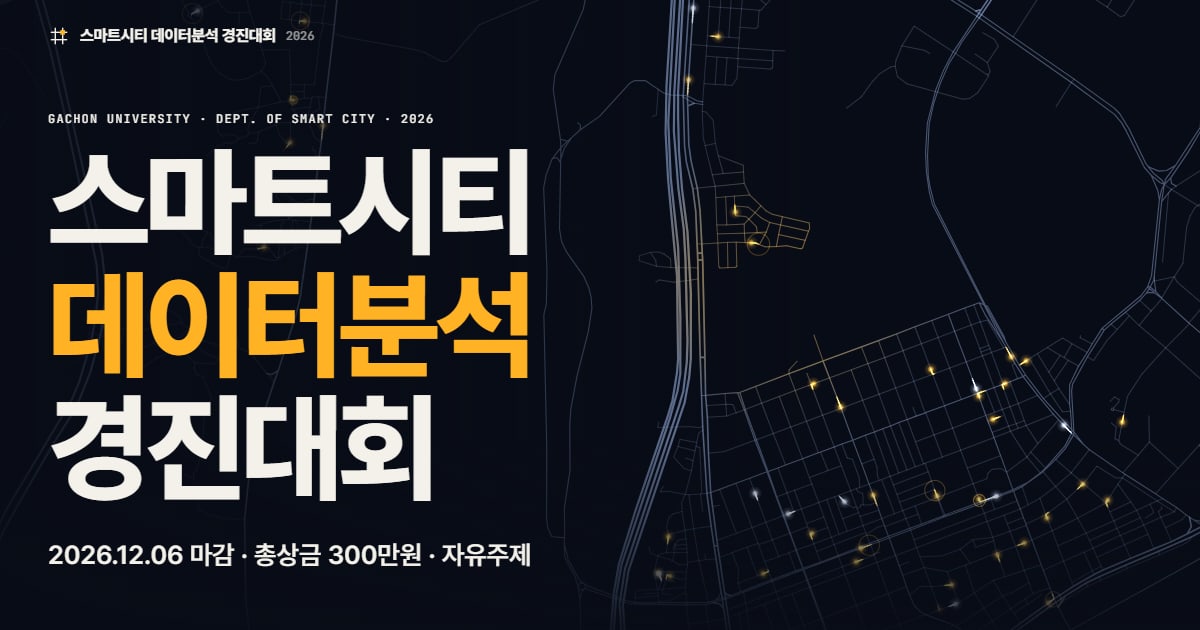 스마트시티 데이터분석 경진대회 2026
GACHON UNIVERSITY · DEPT. OF SMART CITY · 2026
스마트시티
데이터분석
경진대회
2026.12.06 마감 · 총상금 300만원 · 자유주제